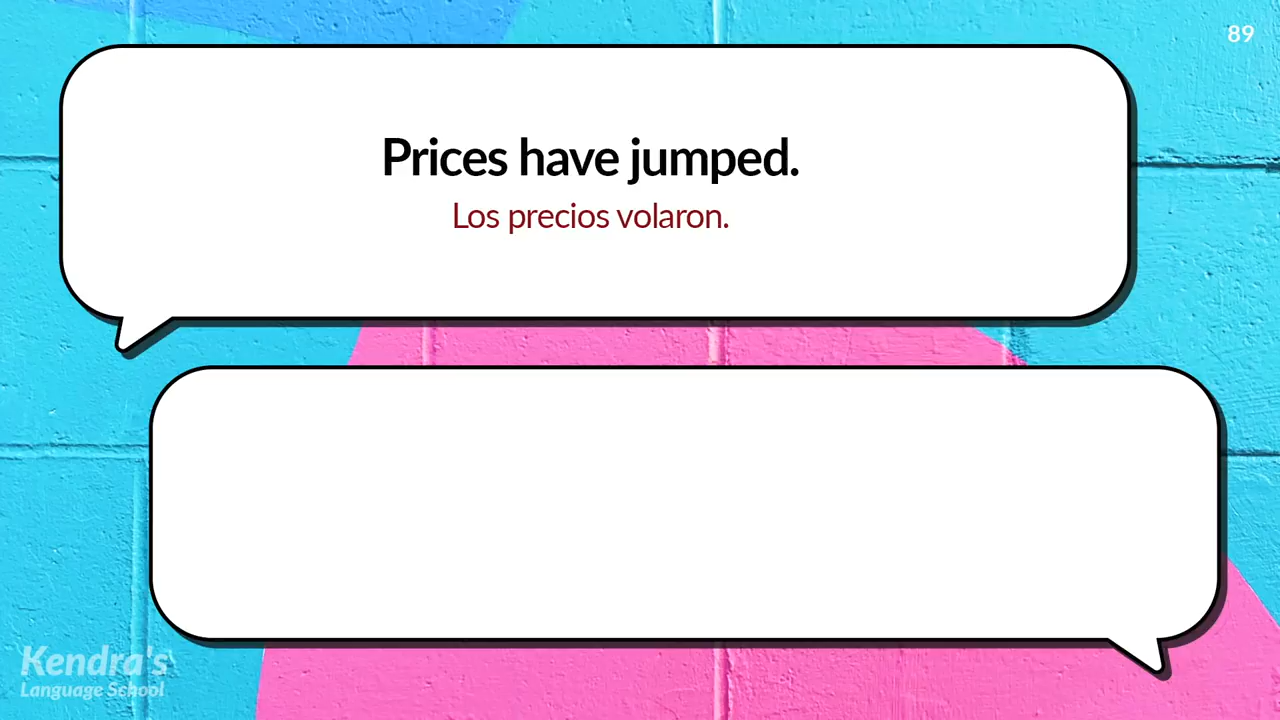 89
Prices have jumped.
Los precios volaron.
Kendra's
Language School